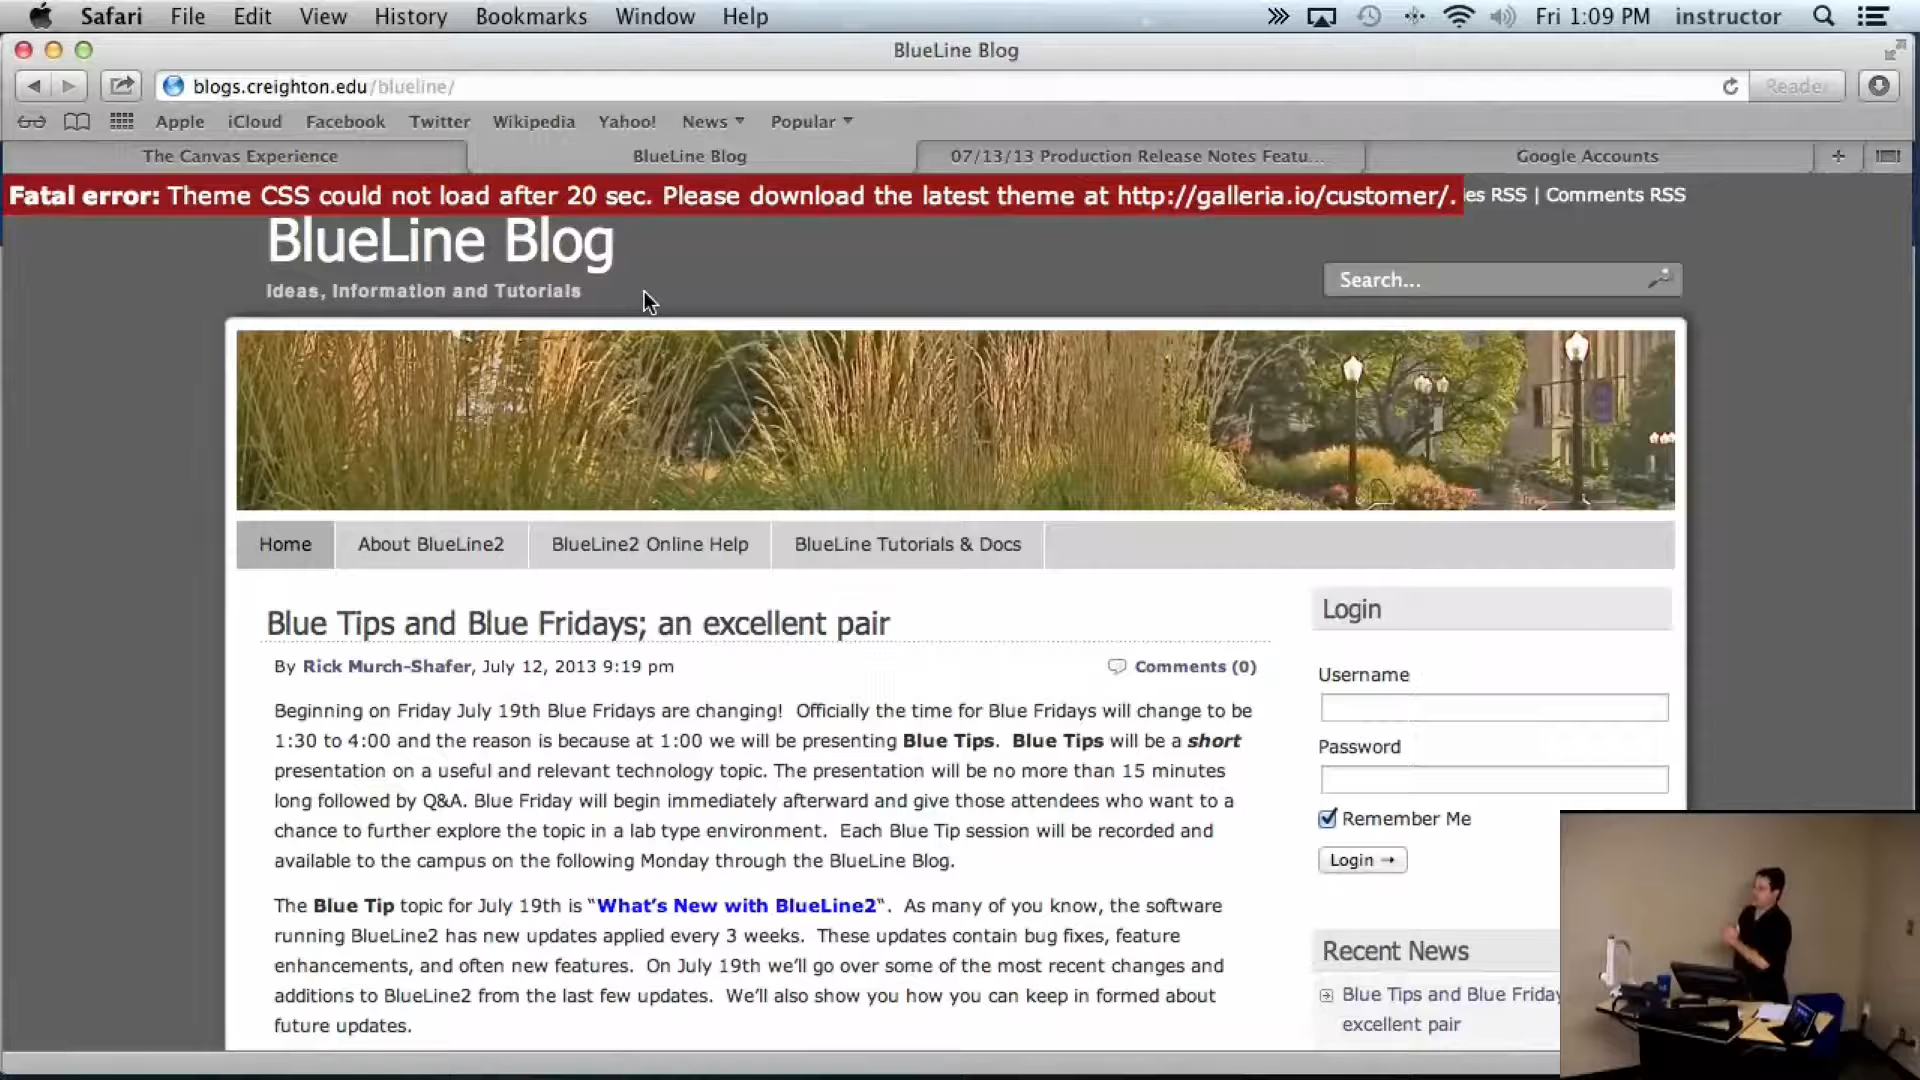 Safari File Edit View History Bookmarks Window Help Fri 1:09 PM instructor
BlueLine Blog
blogs.creighton.edu/blueline/ Reader
Apple iCloud Facebook Twitter Wikipedia Yahoo! News Popular
The Canvas Experience BlueLine Blog 07/13/13 Production Release Notes Featu... Google Accounts
Fatal error: Theme CSS could not load after 20 sec. Please download the latest theme at http://galleria.io/customer/. RSS | Comments RSS
BlueLine Blog
Ideas, Information and Tutorials
Search...
Home About BlueLine2 BlueLine2 Online Help BlueLine Tutorials & Docs
Blue Tips and Blue Fridays; an excellent pair
By Rick Murch-Shafer, July 12, 2013 9:19 pm Comments (0)
Beginning on Friday July 19th Blue Fridays are changing! Officially the time for Blue Fridays will change to be
1:30 to 4:00 and the reason is because at 1:00 we will be presenting Blue Tips. Blue Tips will be a short
presentation on a useful and relevant technology topic. The presentation will be no more than 15 minutes
long followed by Q&A. Blue Friday will begin immediately afterward and give those attendees who want to a
chance to further explore the topic in a lab type environment. Each Blue Tip session will be recorded and
available to the campus on the following Monday through the BlueLine Blog.
The Blue Tip topic for July 19th is “What’s New with BlueLine2“. As many of you know, the software
running BlueLine2 has new updates applied every 3 weeks. These updates contain bug fixes, feature
enhancements, and often new features. On July 19th we’ll go over some of the most recent changes and
additions to BlueLine2 from the last few updates. We’ll also show you how you can keep in formed about
future updates.
Login
Username
Password
Remember Me
Login →
Recent News
Blue Tips and Blue Friday
excellent pair